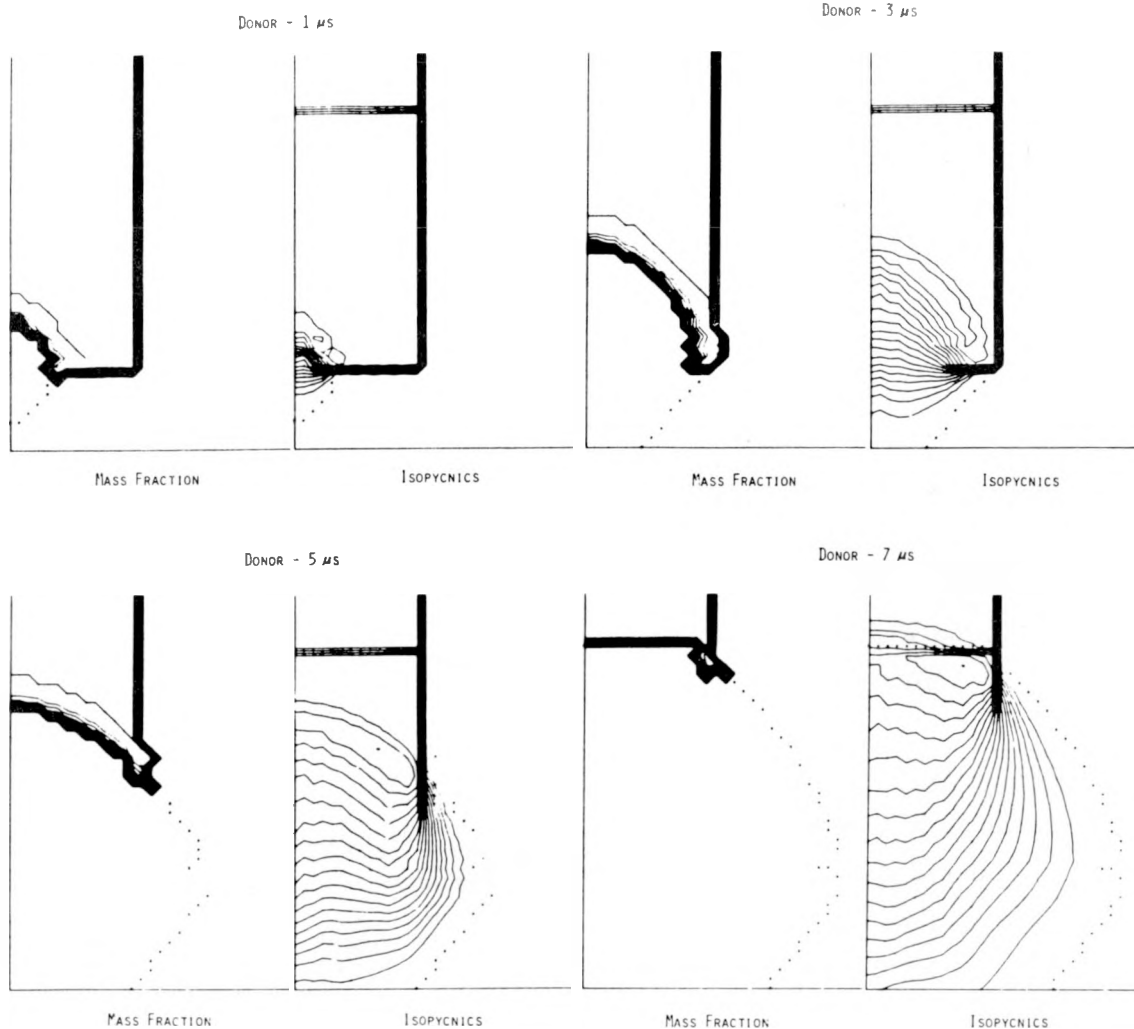 DONOR - 1 µS
DONOR - 3 µS
MASS FRACTION
ISOPYCNICS
MASS FRACTION
ISOPYCNICS
DONOR - 5 µS
DONOR - 7 µS
MASS FRACTION
ISOPYCNICS
MASS FRACTION
ISOPYCNICS